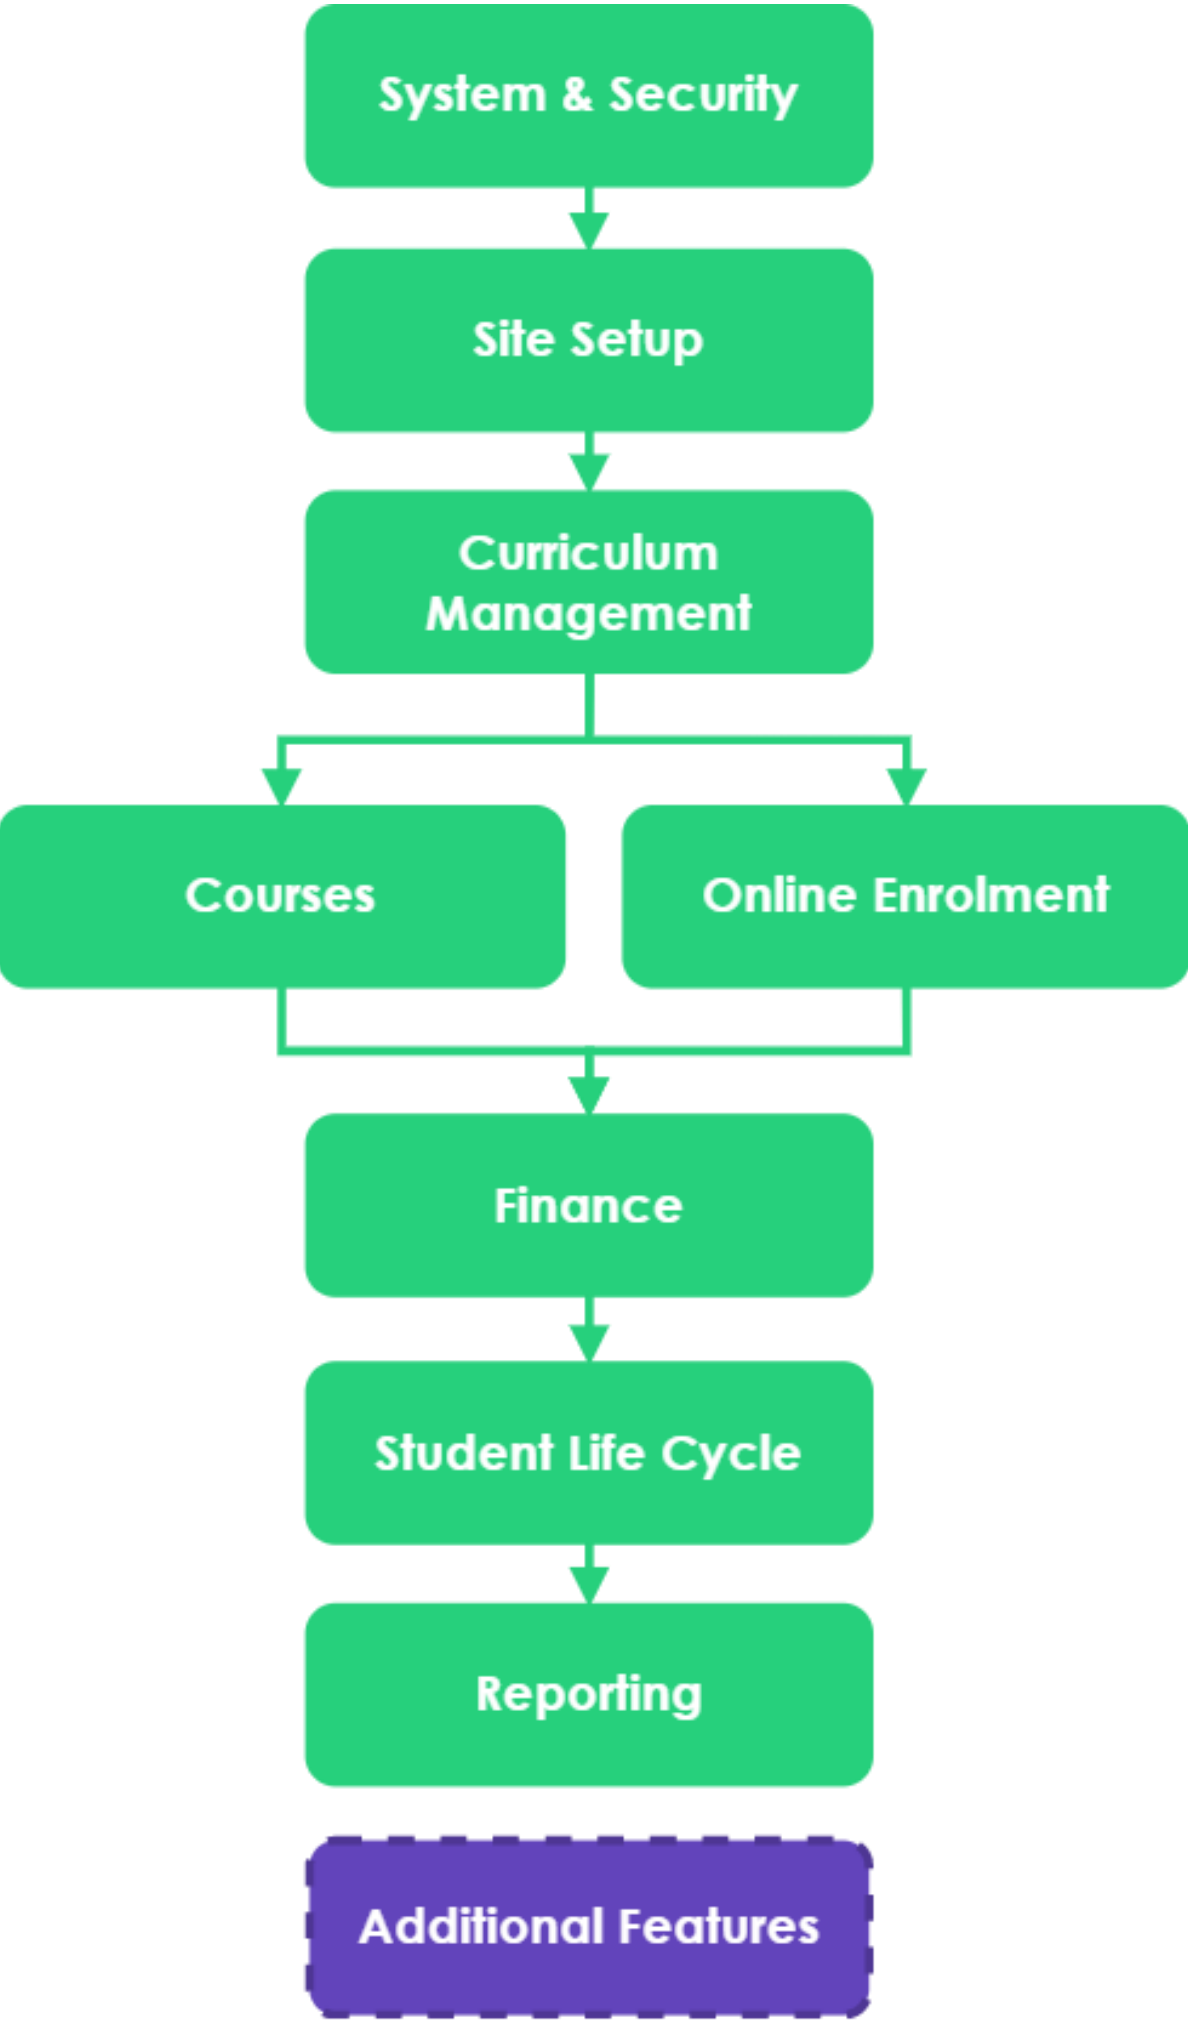 System & Security
Site Setup
Curriculum
Management
Courses
Online Enrolment
Finance
Student Life Cycle
Reporting
Additional Features